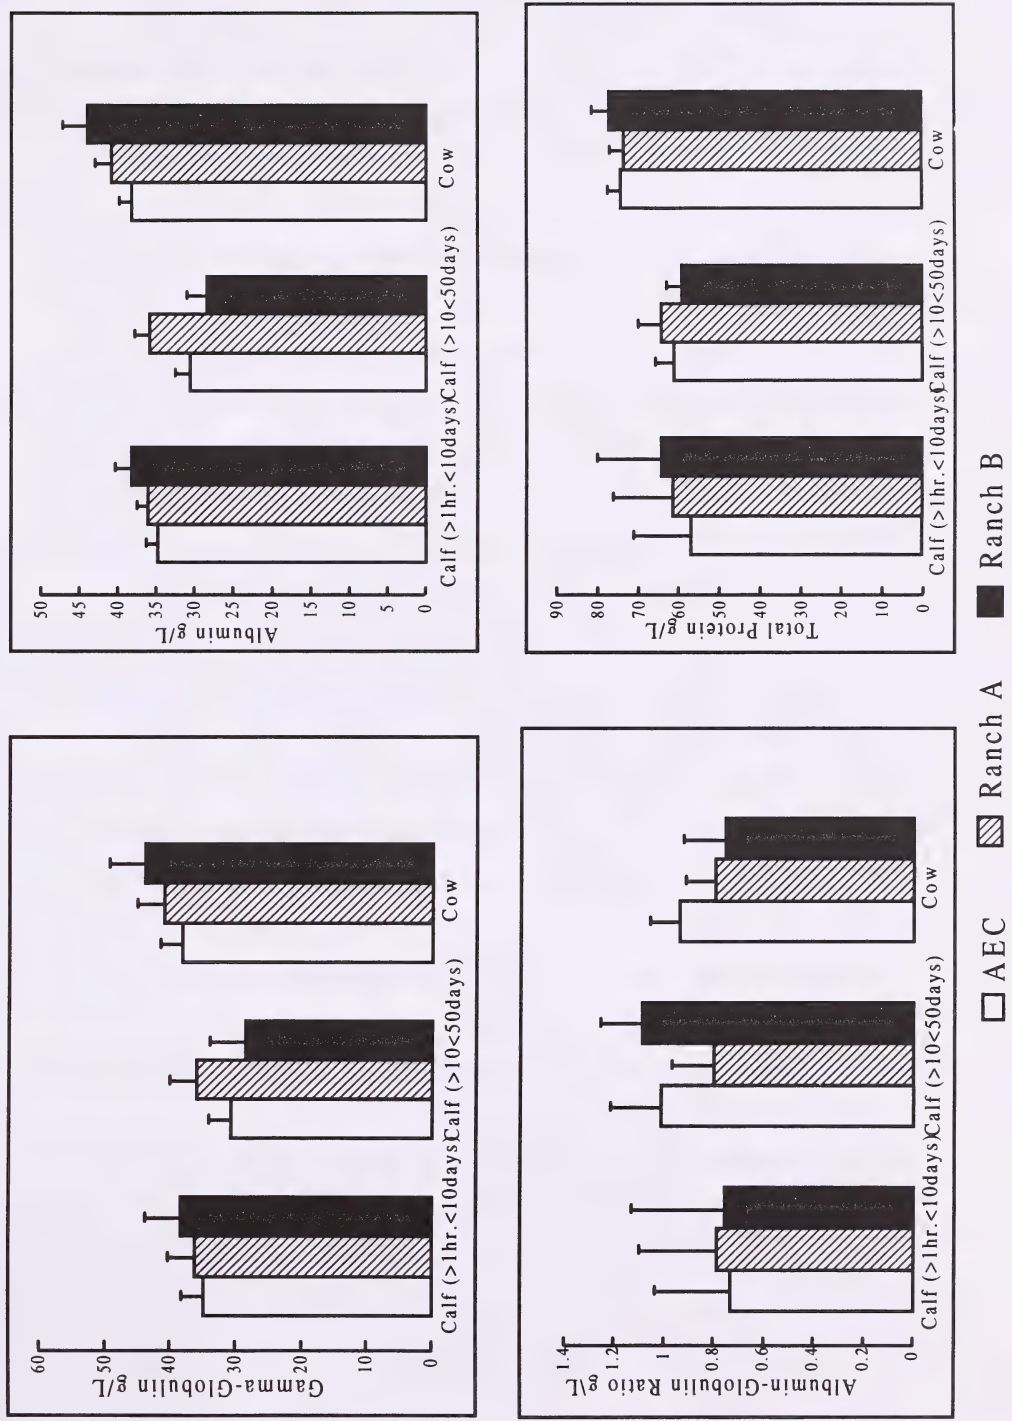 Gamma-Globulin g/L
60
50
40
30
20
10
0
Calf (>1hr.<10days)
Calf (>10<50days)
Cow
Albumin g/L
50
45
40
35
30
25
20
15
10
5
0
Calf (>1hr.<10days)
Calf (>10<50days)
Cow
Albumin-Globulin Ratio g\L
1.4
1.2
1
0.8
0.6
0.4
0.2
0
Calf (>1hr.<10days)
Calf (>10<50days)
Cow
Total Protein g/L
90
80
70
60
50
40
30
20
10
0
Calf (>1hr.<10days)
Calf (>10<50days)
Cow
AEC Ranch A Ranch B